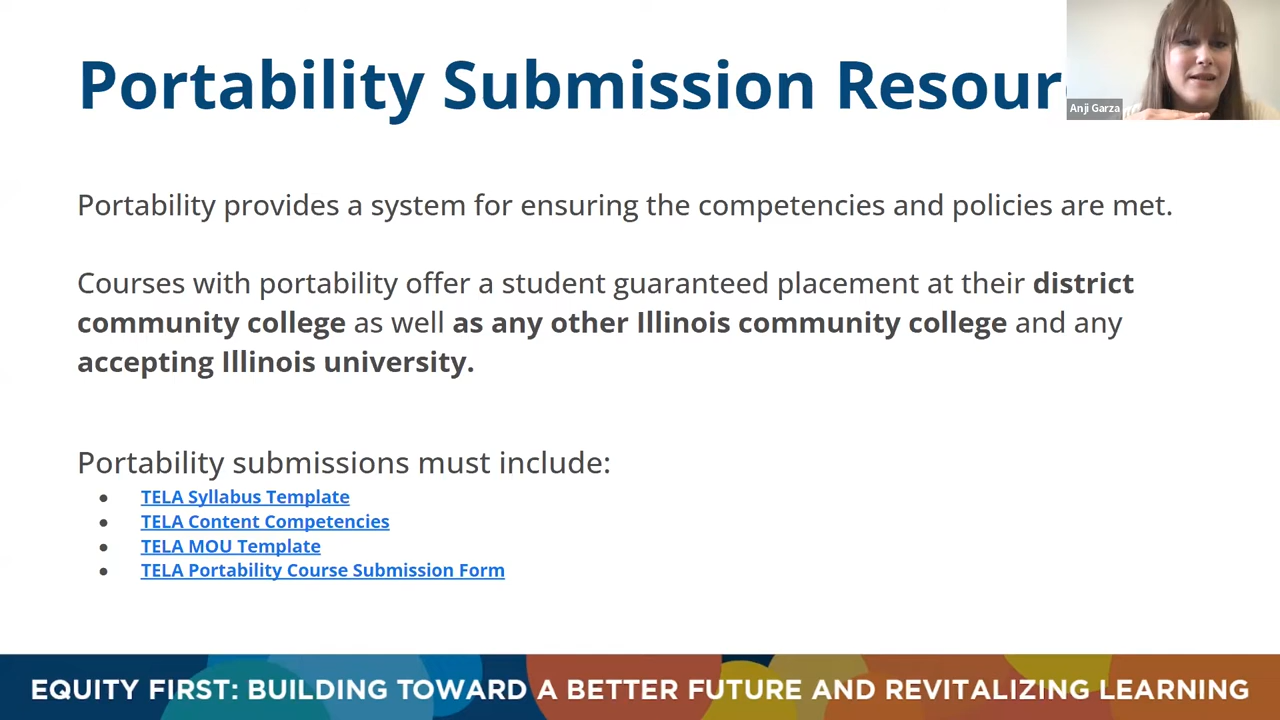 Portability Submission Resour
Anji Garza
Portability provides a system for ensuring the competencies and policies are met.
Courses with portability offer a student guaranteed placement at their district
community college as well as any other Illinois community college and any
accepting Illinois university.
Portability submissions must include:
● TELA Syllabus Template
● TELA Content Competencies
● TELA MOU Template
● TELA Portability Course Submission Form
EQUITY FIRST: BUILDING TOWARD A BETTER FUTURE AND REVITALIZING LEARNING